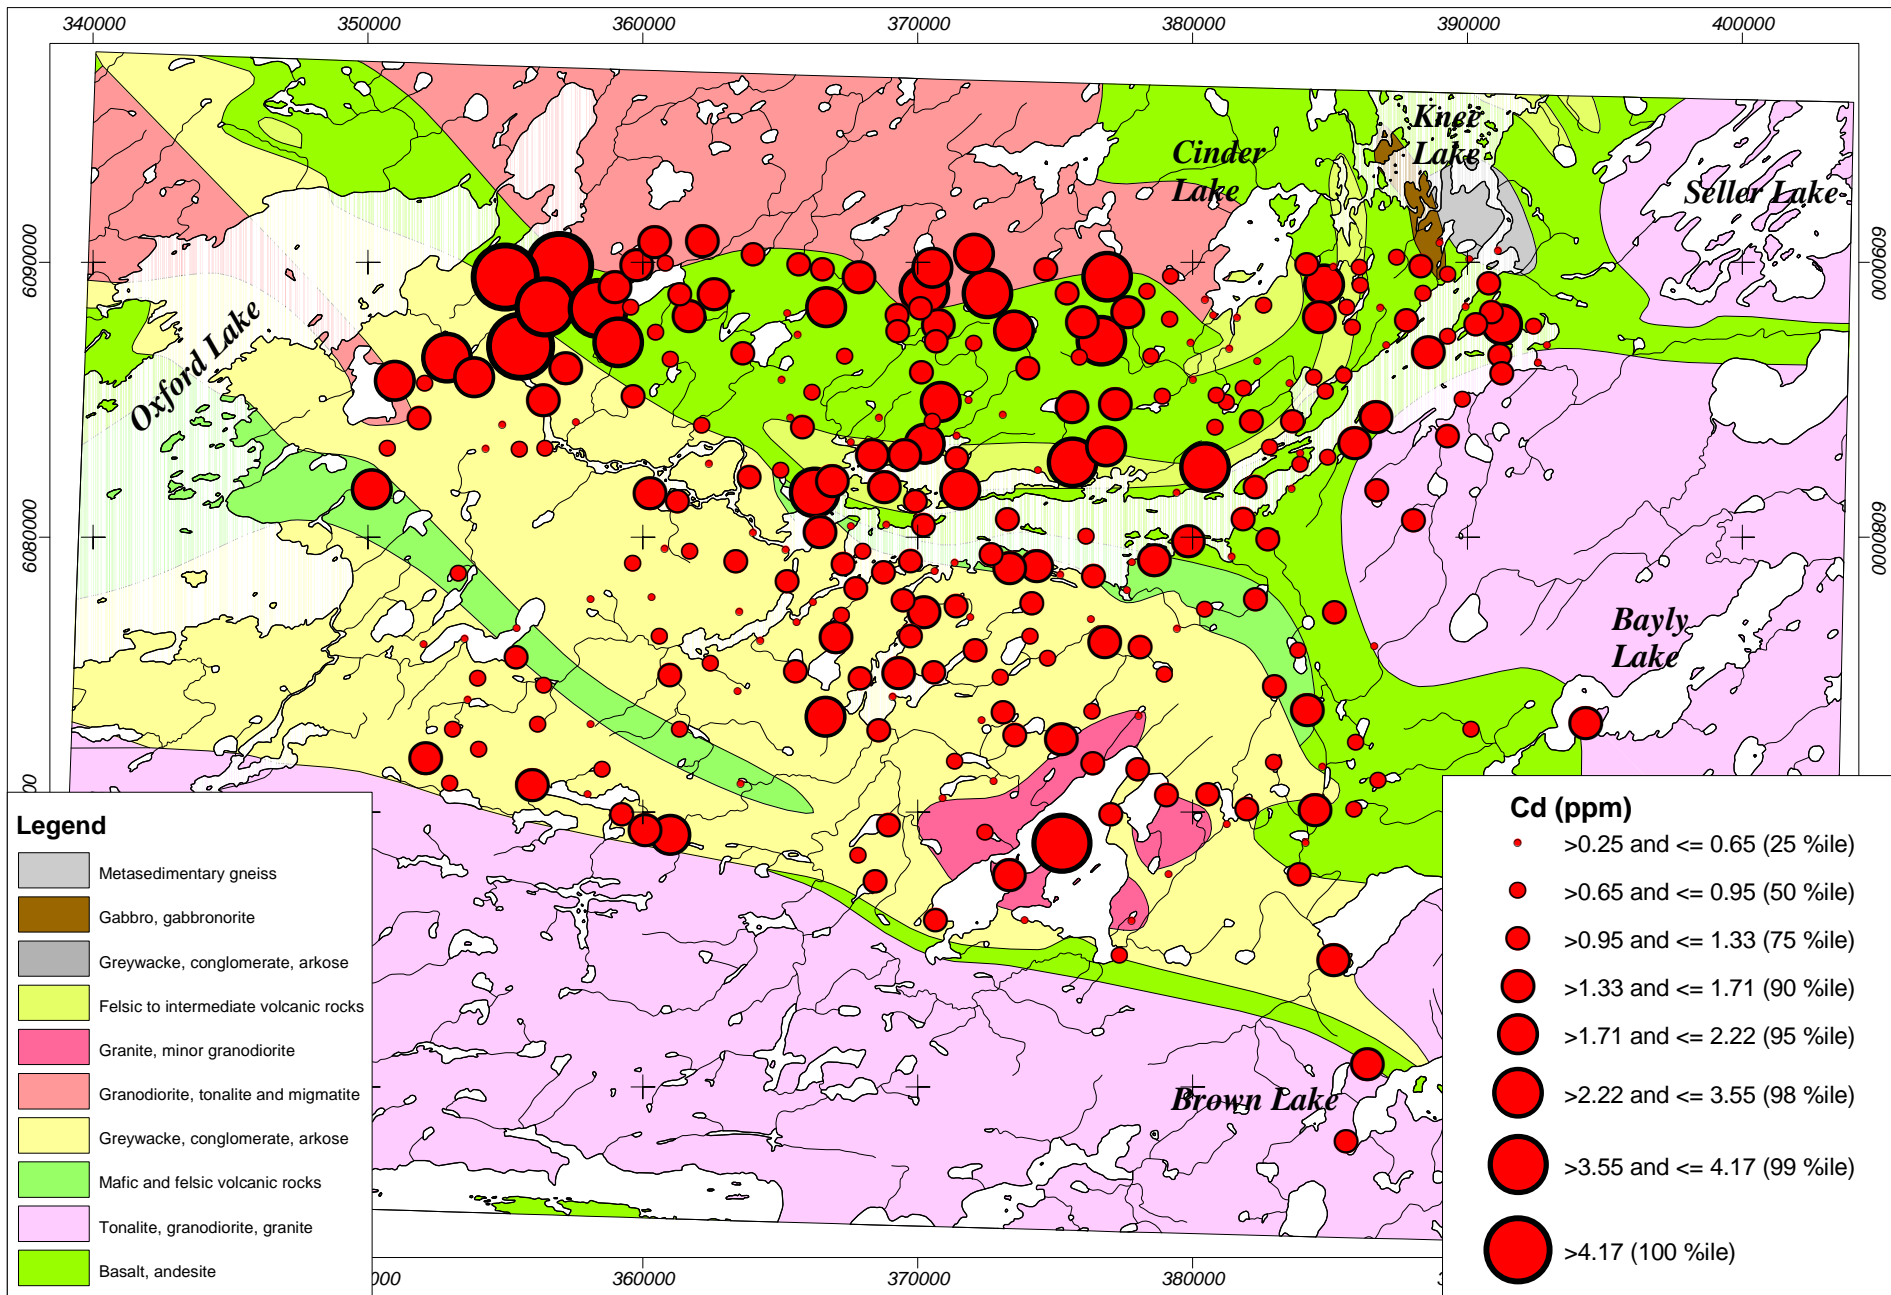 340000 350000 360000 370000 380000 390000 400000
Knee
Lake
Cinder
Lake
Seller Lake
6090000
6090000
Oxford Lake
6080000
6080000
Bayly
Lake
Brown Lake
Legend
Metasedimentary gneiss
Gabbro, gabbronorite
Greywacke, conglomerate, arkose
Felsic to intermediate volcanic rocks
Granite, minor granodiorite
Granodiorite, tonalite and migmatite
Greywacke, conglomerate, arkose
Mafic and felsic volcanic rocks
Tonalite, granodiorite, granite
Basalt, andesite
Cd (ppm)
>0.25 and <= 0.65 (25 %ile)
>0.65 and <= 0.95 (50 %ile)
>0.95 and <= 1.33 (75 %ile)
>1.33 and <= 1.71 (90 %ile)
>1.71 and <= 2.22 (95 %ile)
>2.22 and <= 3.55 (98 %ile)
>3.55 and <= 4.17 (99 %ile)
>4.17 (100 %ile)
360000 370000 380000